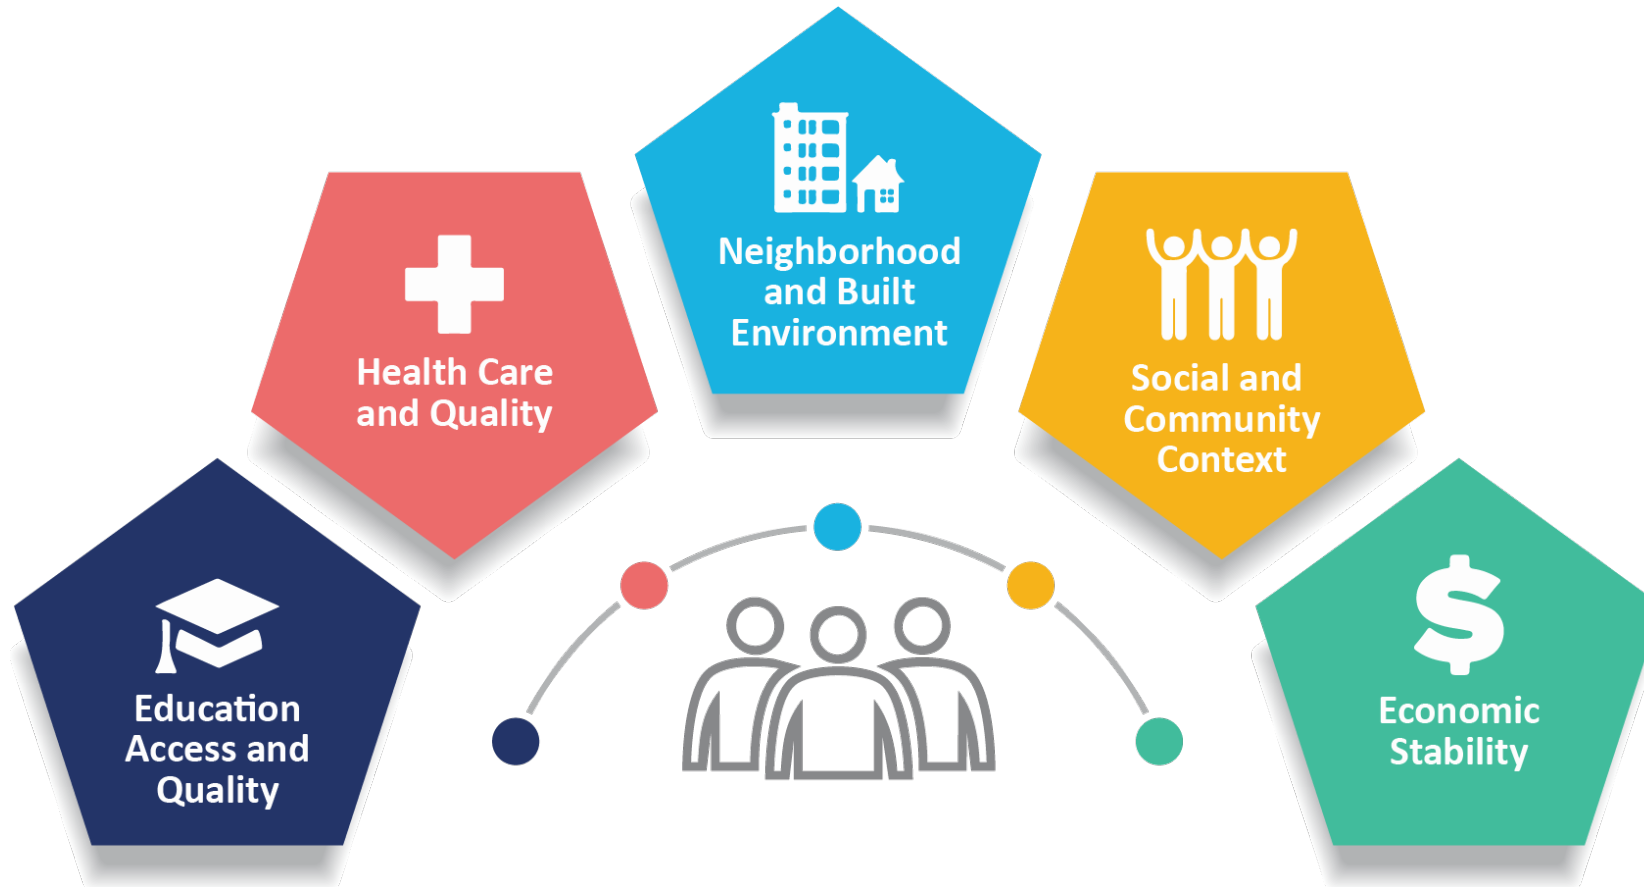 Neighborhood
and Built
Environment
Health Care
and Quality
Social and
Community
Context
Education
Access and
Quality
Economic
Stability